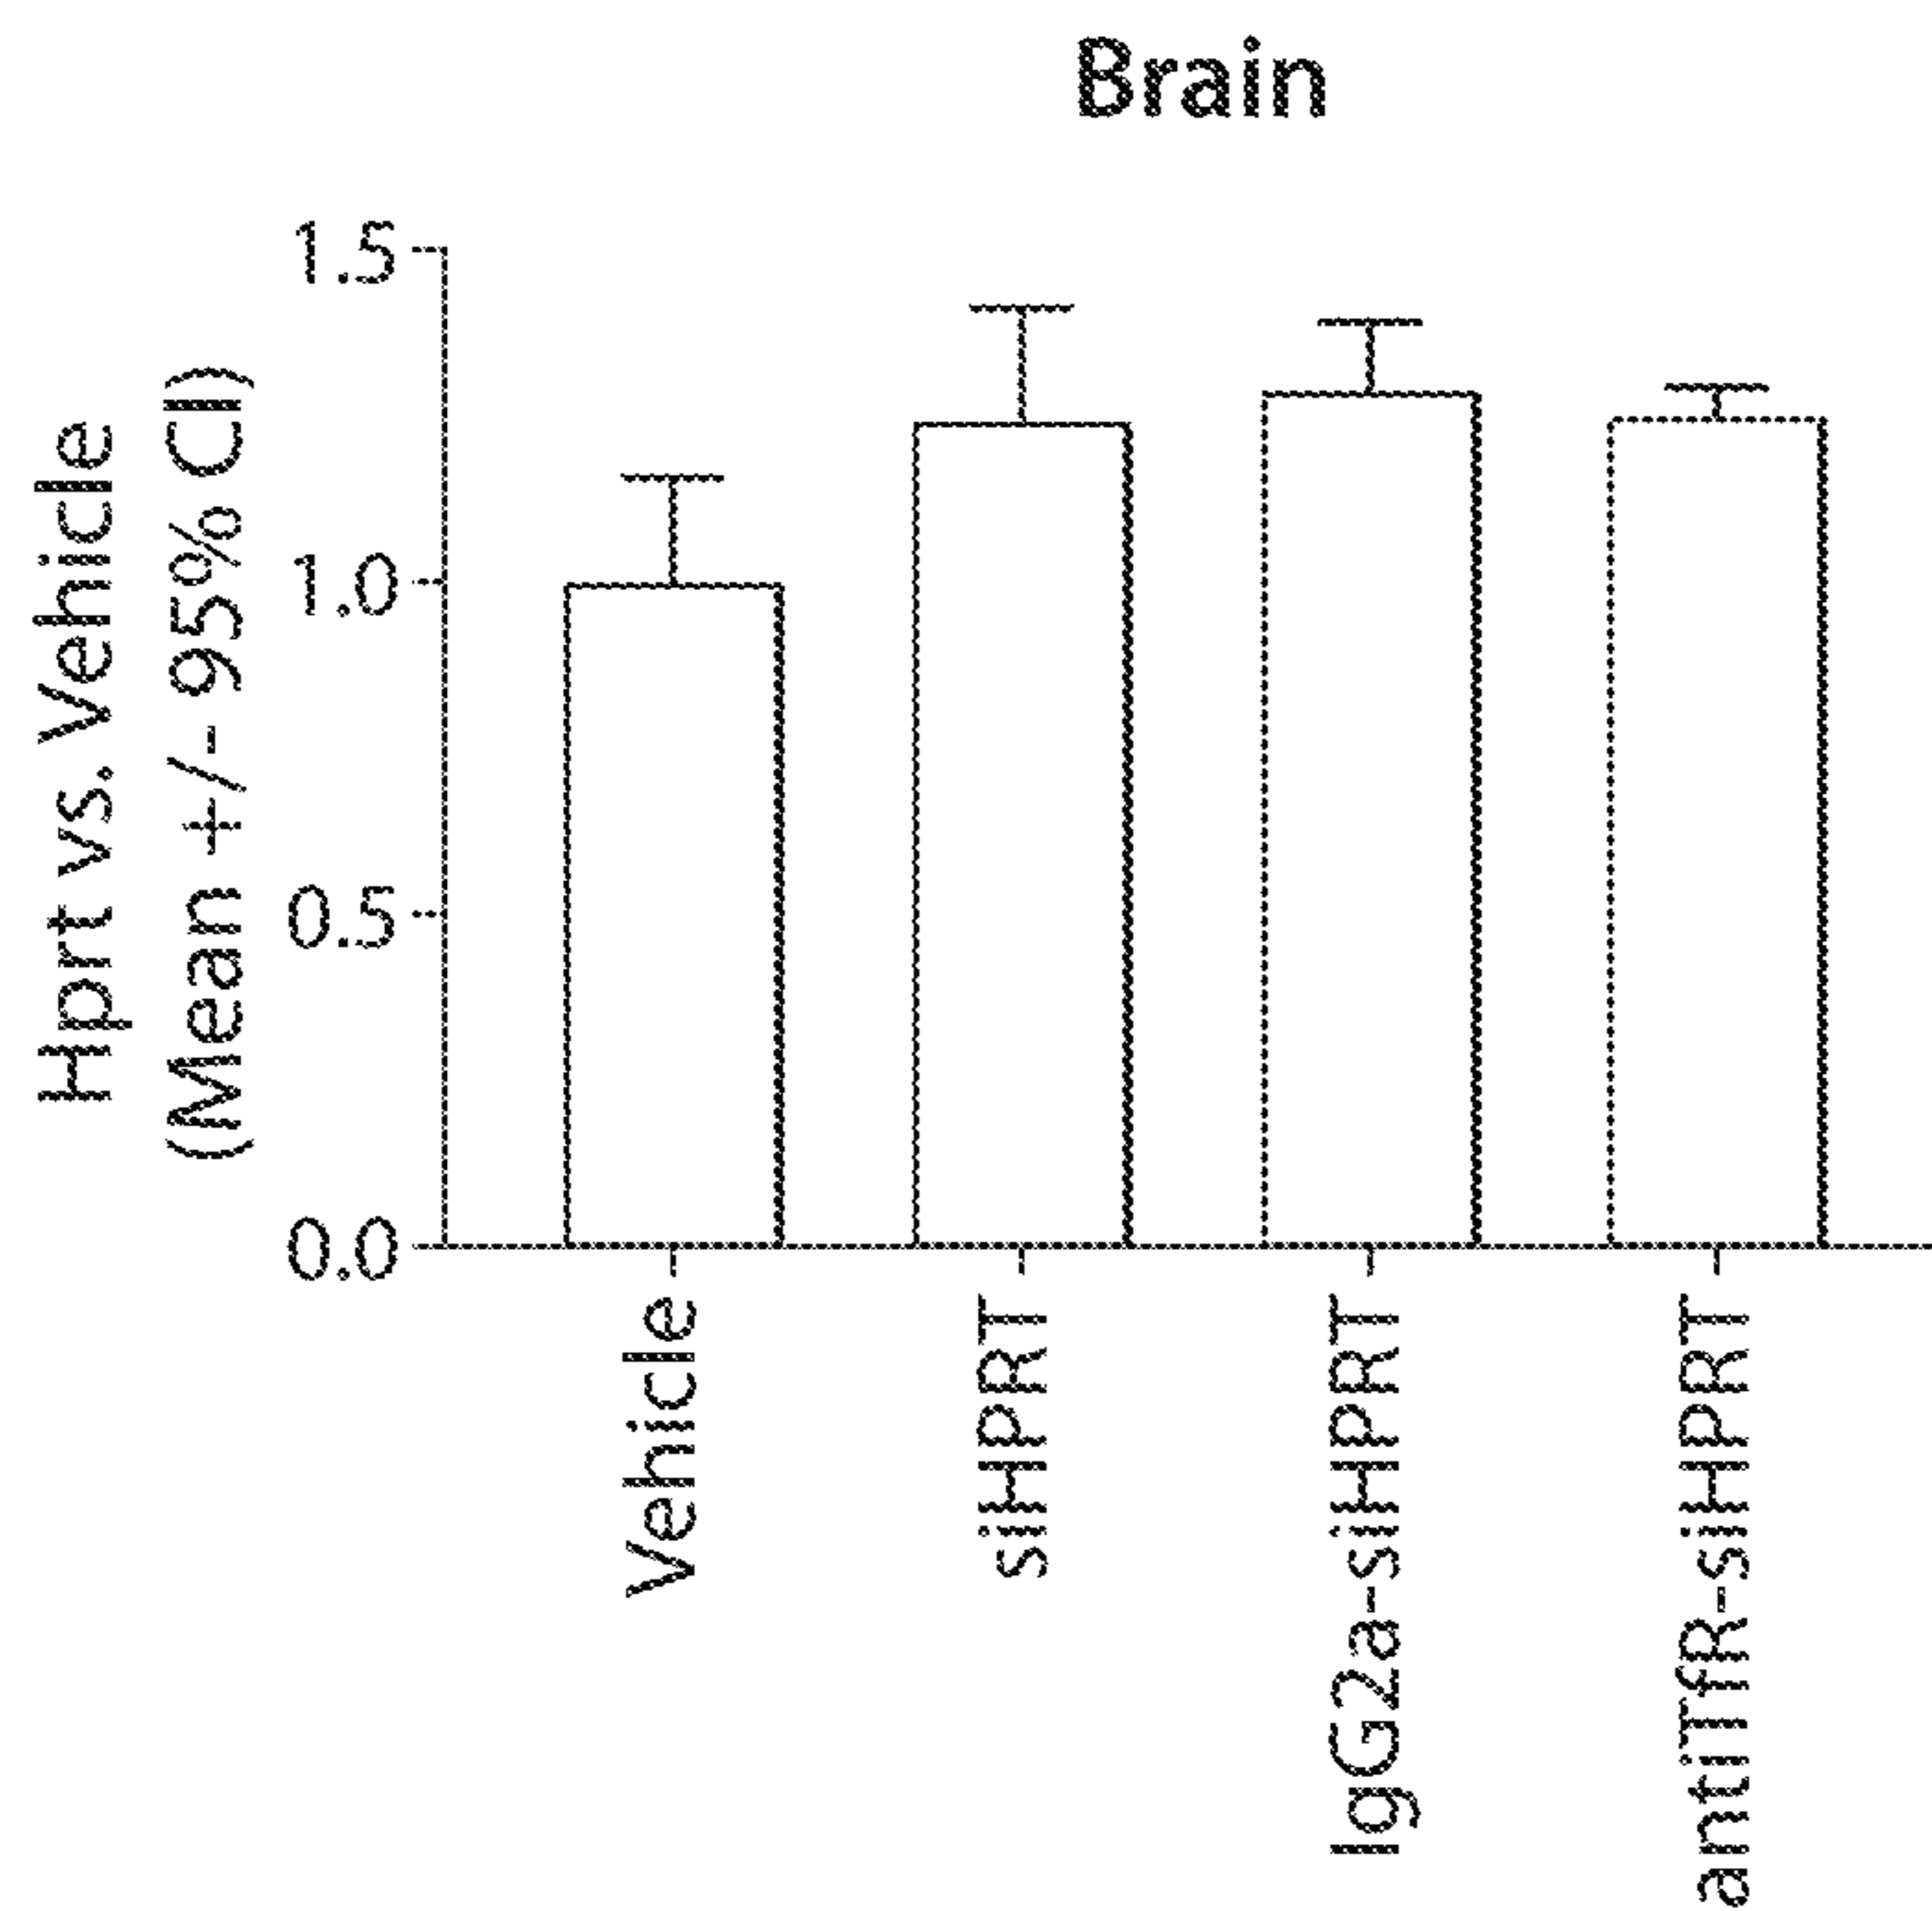 Brain
Hprt vs. Vehicle
(Mean +/- 95% CI)
1.5
1.0
0.5
0.0
Vehicle
siHPRT
IgG2a-siHPRT
antiTfR-siHPRT